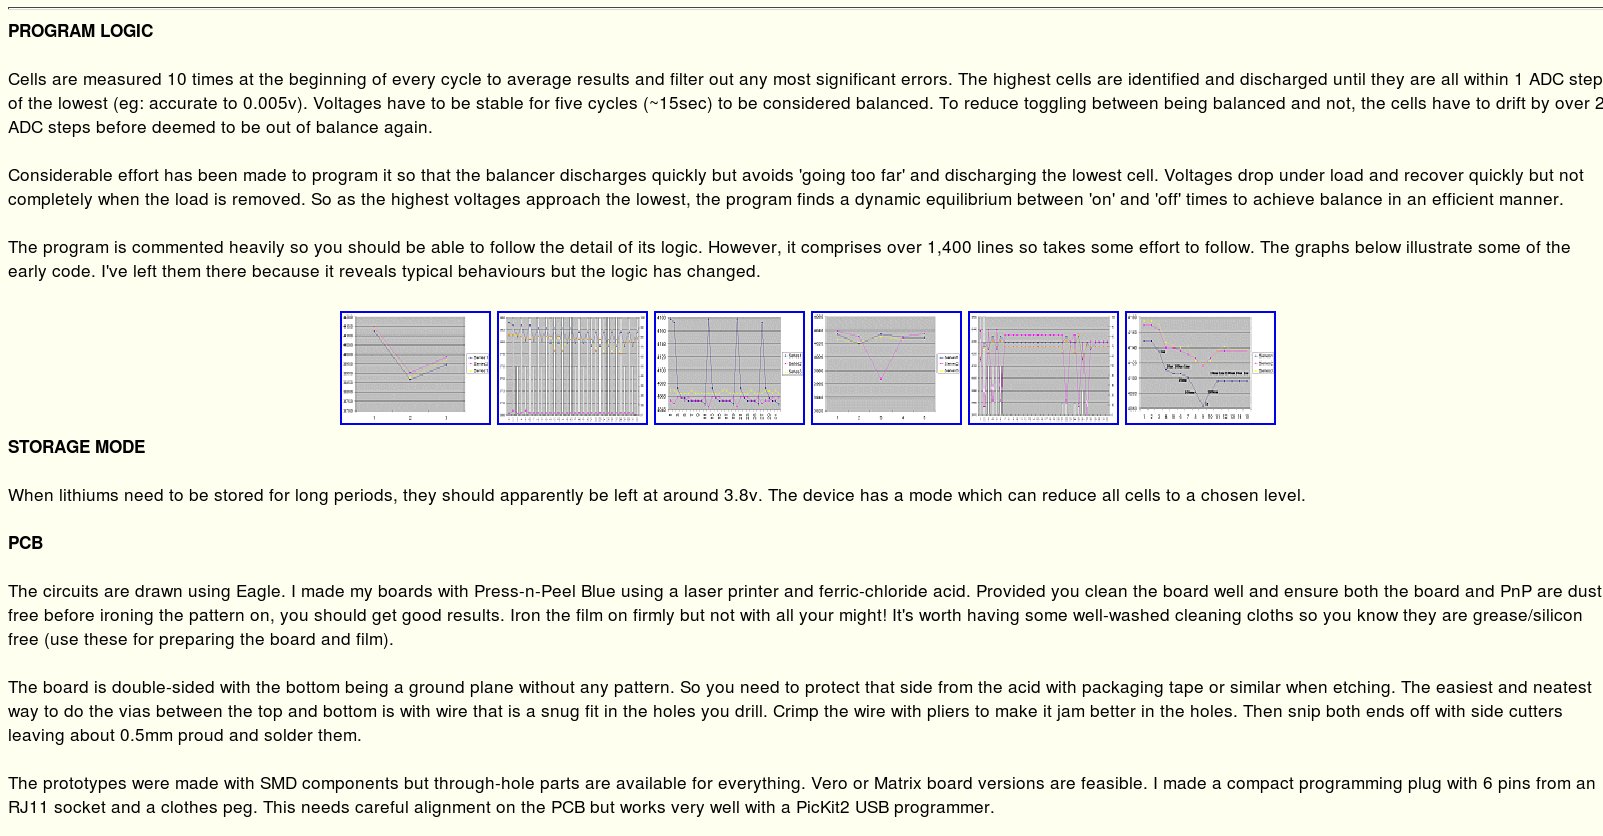 PROGRAM LOGIC
Cells are measured 10 times at the beginning of every cycle to average results and filter out any most significant errors. The highest cells are identified and discharged until they are all within 1 ADC step
of the lowest (eg: accurate to 0.005v). Voltages have to be stable for five cycles (~15sec) to be considered balanced. To reduce toggling between being balanced and not, the cells have to drift by over 2
ADC steps before deemed to be out of balance again.
Considerable effort has been made to program it so that the balancer discharges quickly but avoids 'going too far' and discharging the lowest cell. Voltages drop under load and recover quickly but not
completely when the load is removed. So as the highest voltages approach the lowest, the program finds a dynamic equilibrium between 'on' and 'off' times to achieve balance in an efficient manner.
The program is commented heavily so you should be able to follow the detail of its logic. However, it comprises over 1,400 lines so takes some effort to follow. The graphs below illustrate some of the
early code. I've left them there because it reveals typical behaviours but the logic has changed.
STORAGE MODE
When lithiums need to be stored for long periods, they should apparently be left at around 3.8v. The device has a mode which can reduce all cells to a chosen level.
PCB
The circuits are drawn using Eagle. I made my boards with Press-n-Peel Blue using a laser printer and ferric-chloride acid. Provided you clean the board well and ensure both the board and PnP are dust
free before ironing the pattern on, you should get good results. Iron the film on firmly but not with all your might! It's worth having some well-washed cleaning cloths so you know they are grease/silicon
free (use these for preparing the board and film).
The board is double-sided with the bottom being a ground plane without any pattern. So you need to protect that side from the acid with packaging tape or similar when etching. The easiest and neatest
way to do the vias between the top and bottom is with wire that is a snug fit in the holes you drill. Crimp the wire with pliers to make it jam better in the holes. Then snip both ends off with side cutters
leaving about 0.5mm proud and solder them.
The prototypes were made with SMD components but through-hole parts are available for everything. Vero or Matrix board versions are feasible. I made a compact programming plug with 6 pins from an
RJ11 socket and a clothes peg. This needs careful alignment on the PCB but works very well with a PicKit2 USB programmer.